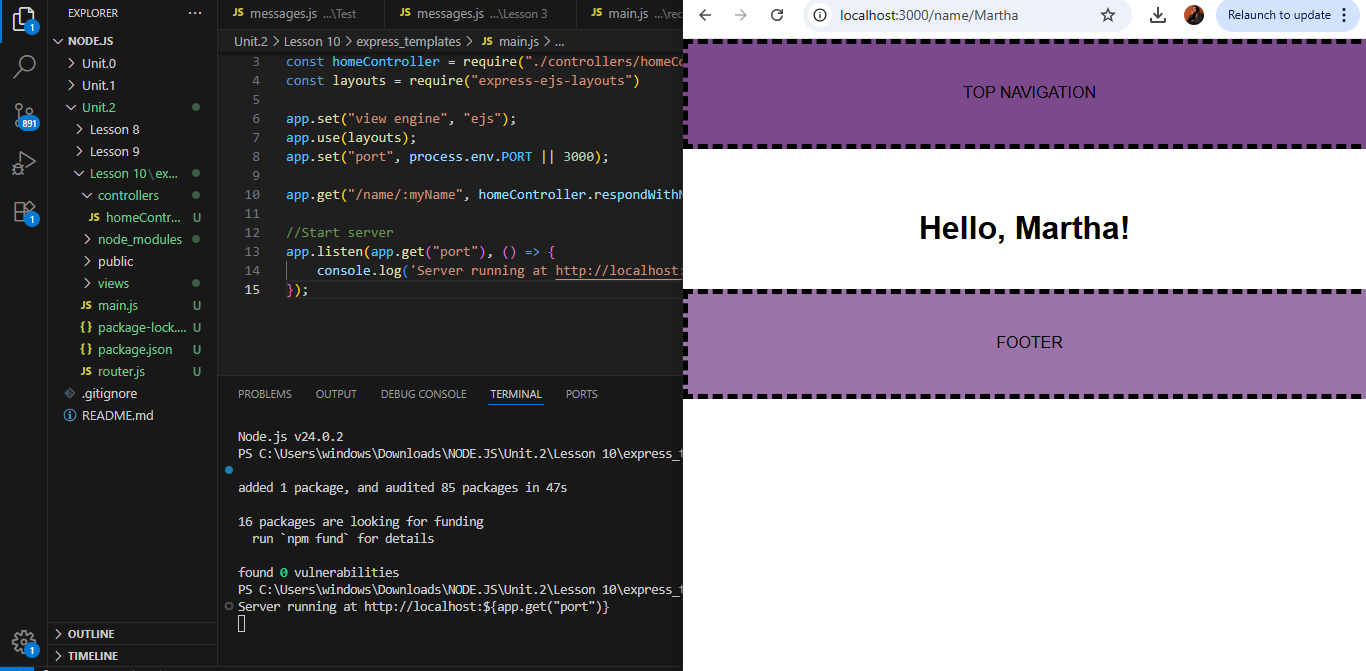 EXPLORER ...
NODE.JS
Unit.0
Unit.1
Unit.2
Lesson 8
Lesson 9
Lesson 10 \ ex...
controllers
JS homeContr... U
node_modules
public
views
JS main.js U
{} package-lock.... U
{} package.json U
JS router.js U
.gitignore
README.md
OUTLINE
TIMELINE
1
891
1
1
JS messages.js ...\Test
JS messages.js ...\Lesson 3
JS main.js ...\rec
Unit.2 > Lesson 10 > express_templates > JS main.js > ...
3 const homeController = require("./controllers/homeCo
4 const layouts = require("express-ejs-layouts")
5
6 app.set("view engine", "ejs");
7 app.use(layouts);
8 app.set("port", process.env.PORT || 3000);
9
10 app.get("/name/:myName", homeController.respondWith
11
12 //Start server
13 app.listen(app.get("port"), () => {
14 console.log('Server running at http://localhost:
15 });
PROBLEMS OUTPUT DEBUG CONSOLE TERMINAL PORTS
Node.js v24.0.2
PS C:\Users\windows\Downloads\NODE.JS\Unit.2\Lesson 10\express_t
added 1 package, and audited 85 packages in 47s
16 packages are looking for funding
run `npm fund` for details
found 0 vulnerabilities
PS C:\Users\windows\Downloads\NODE.JS\Unit.2\Lesson 10\express_t
Server running at http://localhost:${app.get("port")}
localhost:3000/name/Martha
Relaunch to update
TOP NAVIGATION
Hello, Martha!
FOOTER